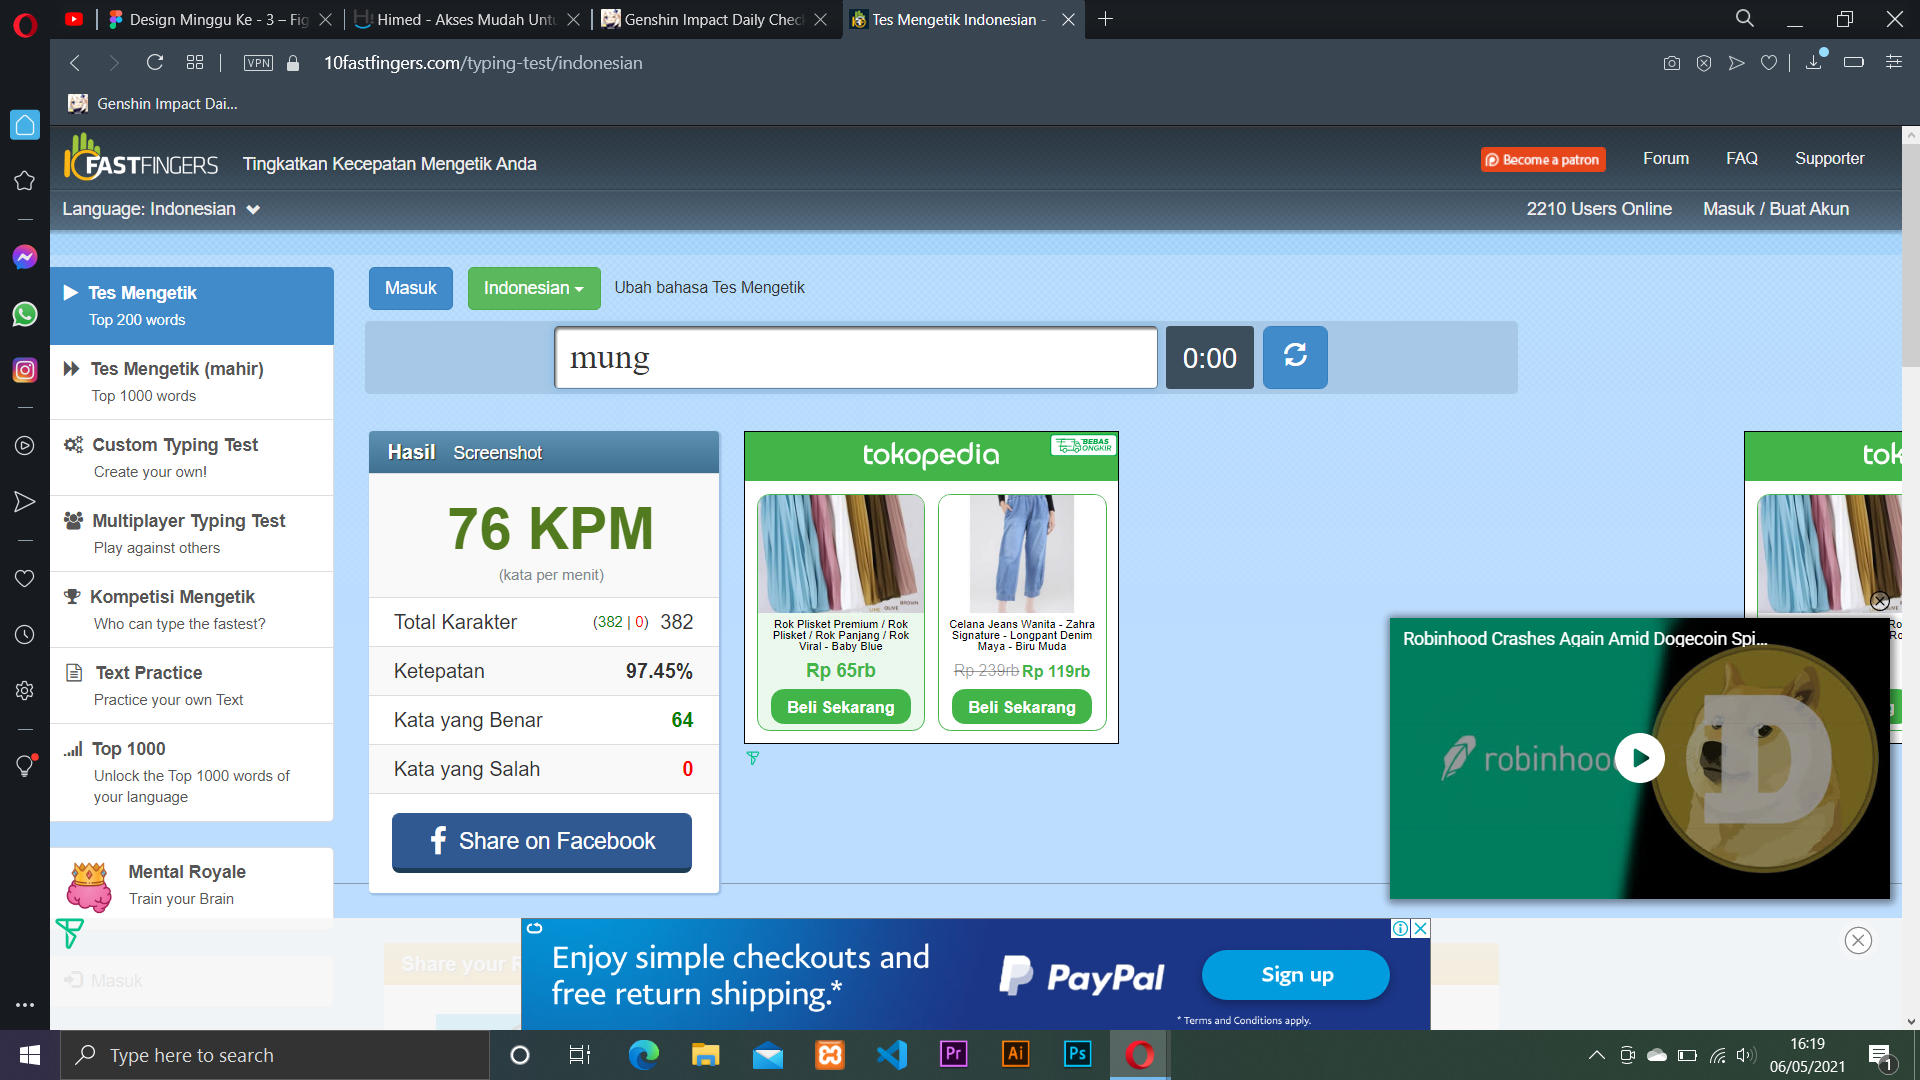 Design Minggu Ke - 3 – Fig
Himed - Akses Mudah Untu
Genshin Impact Daily Chec
Tes Mengetik Indonesian -
VPN
10fastfingers.com/typing-test/indonesian
Genshin Impact Dai...
FASTFINGERS
Tingkatkan Kecepatan Mengetik Anda
Become a patron
Forum
FAQ
Supporter
Language: Indonesian
2210 Users Online
Masuk / Buat Akun
Tes Mengetik
Top 200 words
Tes Mengetik (mahir)
Top 1000 words
Custom Typing Test
Create your own!
Multiplayer Typing Test
Play against others
Kompetisi Mengetik
Who can type the fastest?
Text Practice
Practice your own Text
Top 1000
Unlock the Top 1000 words of
your language
Mental Royale
Train your Brain
Masuk
Masuk
Indonesian
Ubah bahasa Tes Mengetik
mung
0:00
Hasil
Screenshot
76 KPM
(kata per menit)
Total Karakter (382 | 0) 382
Ketepatan 97.45%
Kata yang Benar 64
Kata yang Salah 0
Share on Facebook
tokopedia
BEBAS
ONGKIR
LIME OLIVE BROWN
Rok Plisket Premium / Rok
Plisket / Rok Panjang / Rok
Viral - Baby Blue
Rp 65rb
Beli Sekarang
Celana Jeans Wanita - Zahra
Signature - Longpant Denim
Maya - Biru Muda
Rp 239rb Rp 119rb
Beli Sekarang
tok
Robinhood Crashes Again Amid Dogecoin Spi...
robinhoo
D
Share your R
Enjoy simple checkouts and
free return shipping.*
PayPal
Sign up
* Terms and Conditions apply.
Type here to search
Pr
Ai
Ps
16:19
06/05/2021
1